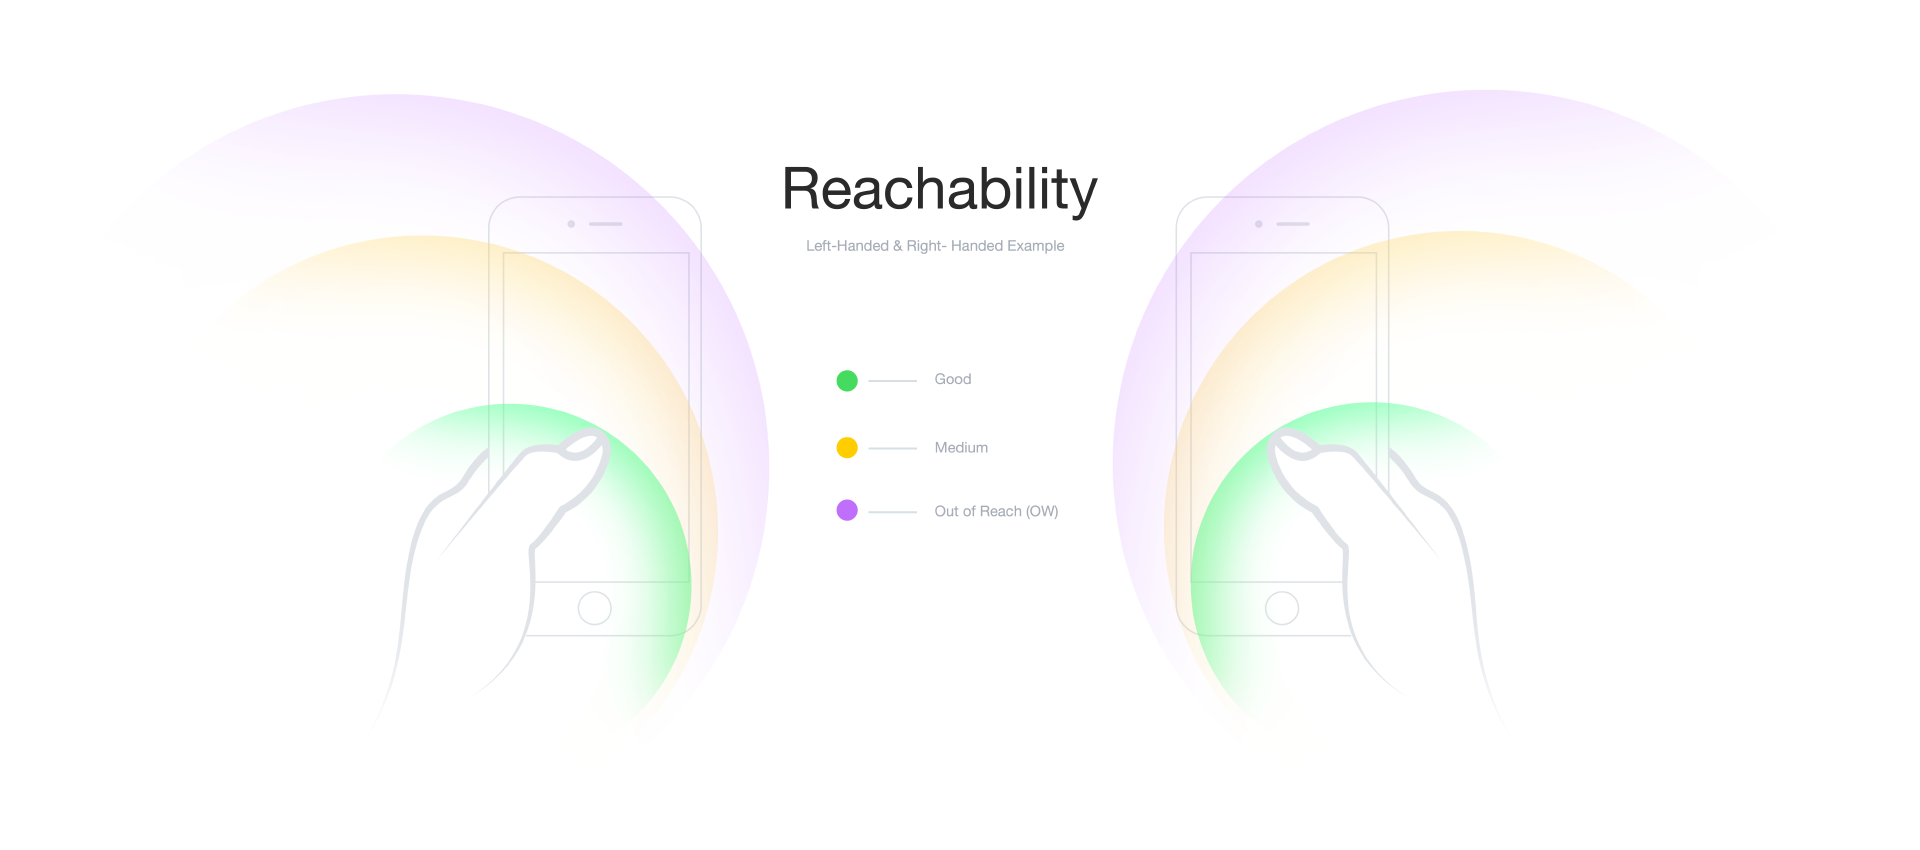 Reachability
Left-Handed & Right- Handed Example
Good
Medium
Out of Reach (OW)